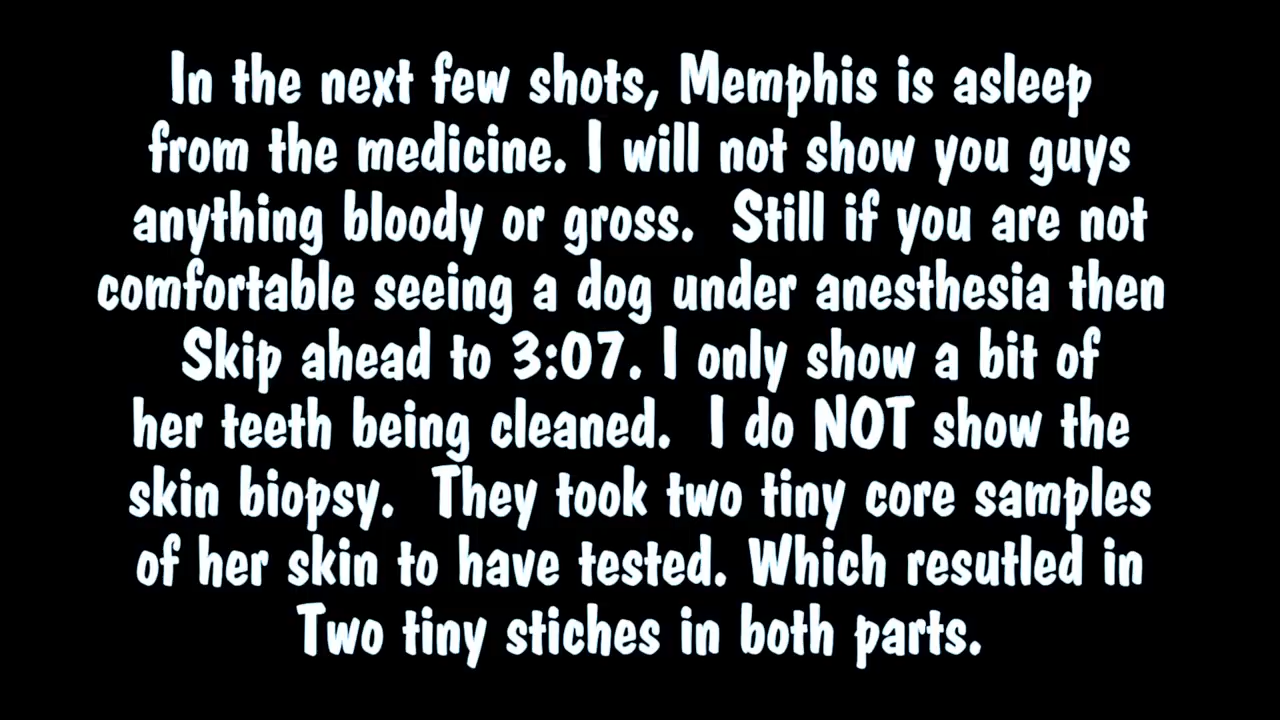 In the next few shots, Memphis is asleep
from the medicine. I will not show you guys
anything bloody or gross.  Still if you are not
comfortable seeing a dog under anesthesia then
Skip ahead to 3:07. I only show a bit of
her teeth being cleaned.  I do NOT show the
skin biopsy.  They took two tiny core samples
of her skin to have tested. Which resutled in
Two tiny stiches in both parts.